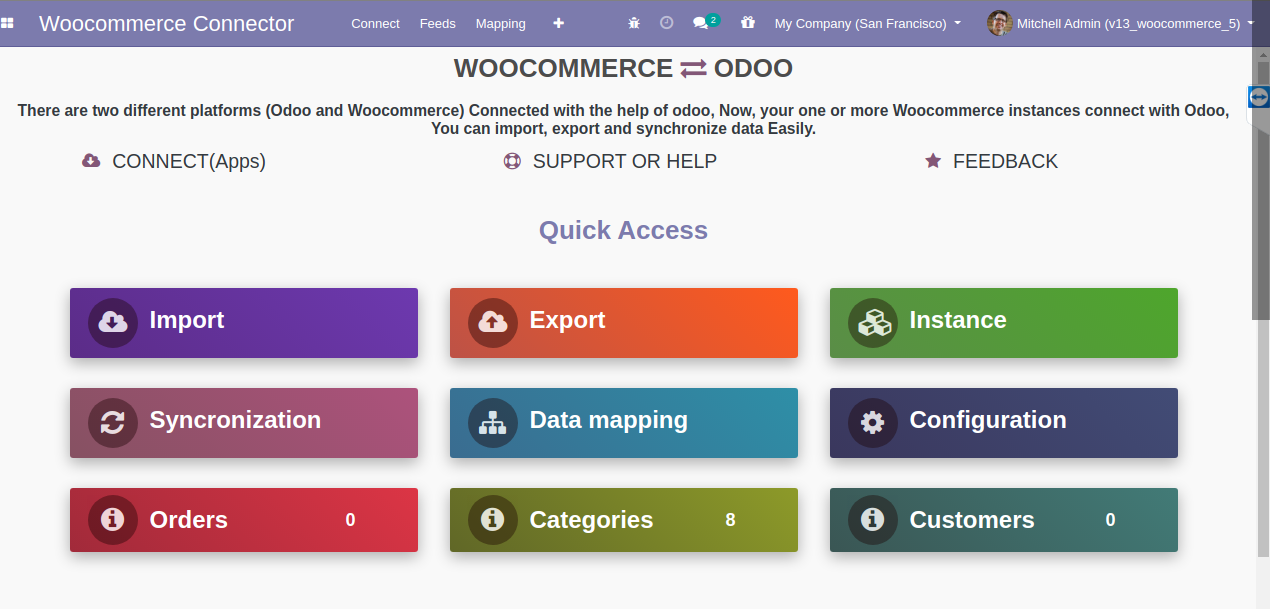 Woocommerce Connector Connect Feeds Mapping 2 My Company (San Francisco) Mitchell Admin (v13_woocommerce_5)
WOOCOMMERCE ODOO
There are two different platforms (Odoo and Woocommerce) Connected with the help of odoo, Now, your one or more Woocommerce instances connect with Odoo,
You can import, export and synchronize data Easily.
CONNECT(Apps) SUPPORT OR HELP FEEDBACK
Quick Access
Import Export Instance
Syncronization Data mapping Configuration
Orders 0 Categories 8 Customers 0